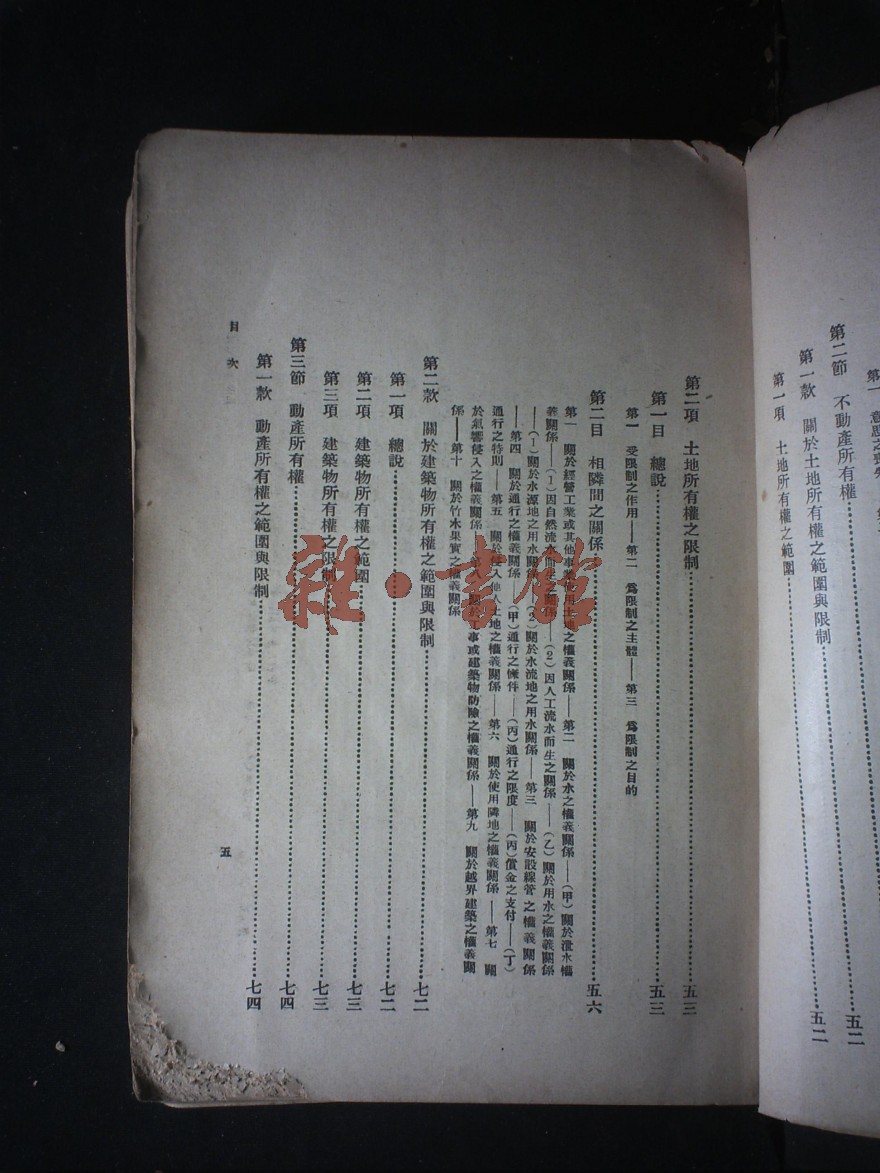 第一　意思之喪失
第二節　不動產所有權……五二
第一款　關於土地所有權之範圍與限制……五二
第一項　土地所有權之範圍
第二項　土地所有權之限制……五三
第一目　總說……五三
第一　受限制之作用——第二　爲限制之主體——第三　爲限制之目的
第二目　相隣間之關係……五六
第一　關於經營工業或其他事業使用土地之權義關係——第二　關於水之權義關係——（甲）關於泄水權
義關係——（1）因自然流水而生之關係——（2）因人工流水而生之關係——（乙）關於用水之權義關係
——（1）關於水源地之用水關係——（2）關於水流地之用水關係——第三　關於安設線管之權義關係
——第四　關於通行之權義關係——（甲）通行之條件——（丙）通行之限度——（丙）償金之支付——（丁）
通行之特則——第五　關於侵入他人土地之權義關係——第六　關於使用隣地之權義關係——第七　關
於氣響侵入之權義關係——第八　關於工事或建築物防險之權義關係——第九　關於越界建築之權義關
係——第十　關於竹木果實之權義關係
第二款　關於建築物所有權之範圍與限制……七二
第一項　總說……七二
第二項　建築物所有權之範圍……七三
第三項　建築物所有權之限制……七三
第三節　動產所有權……七四
第一款　動產所有權之範圍與限制……七四
目次
五
雜·書館